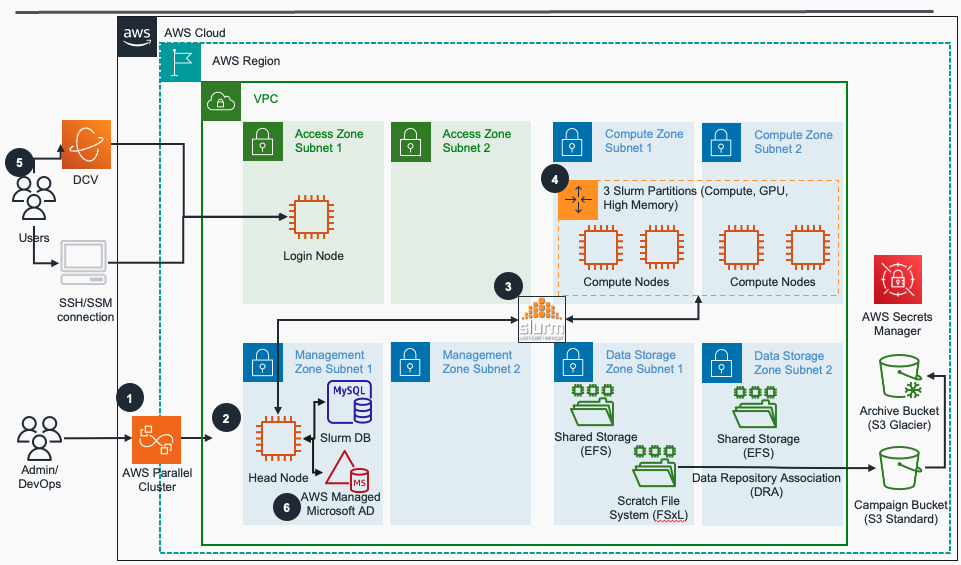 aws
AWS Cloud
AWS Region
VPC
Access Zone
Subnet 1
Access Zone
Subnet 2
Compute Zone
Subnet 1
Compute Zone
Subnet 2
5
DCV
Users
SSH/SSM
connection
Login Node
4
3 Slurm Partitions (Compute, GPU,
High Memory)
Compute Nodes
Compute Nodes
3
slurm
workload manager
AWS Secrets
Manager
Management
Zone Subnet 1
Management
Zone Subnet 2
Data Storage
Zone Subnet 1
Data Storage
Zone Subnet 2
1
2
Admin/
DevOps
AWS Parallel
Cluster
MySQL
Slurm DB
Head Node
MS
AWS Managed
Microsoft AD
6
Shared Storage
(EFS)
Shared Storage
(EFS)
Scratch File
System (FSxL)
Data Repository Association
(DRA)
Archive Bucket
(S3 Glacier)
Campaign Bucket
(S3 Standard)